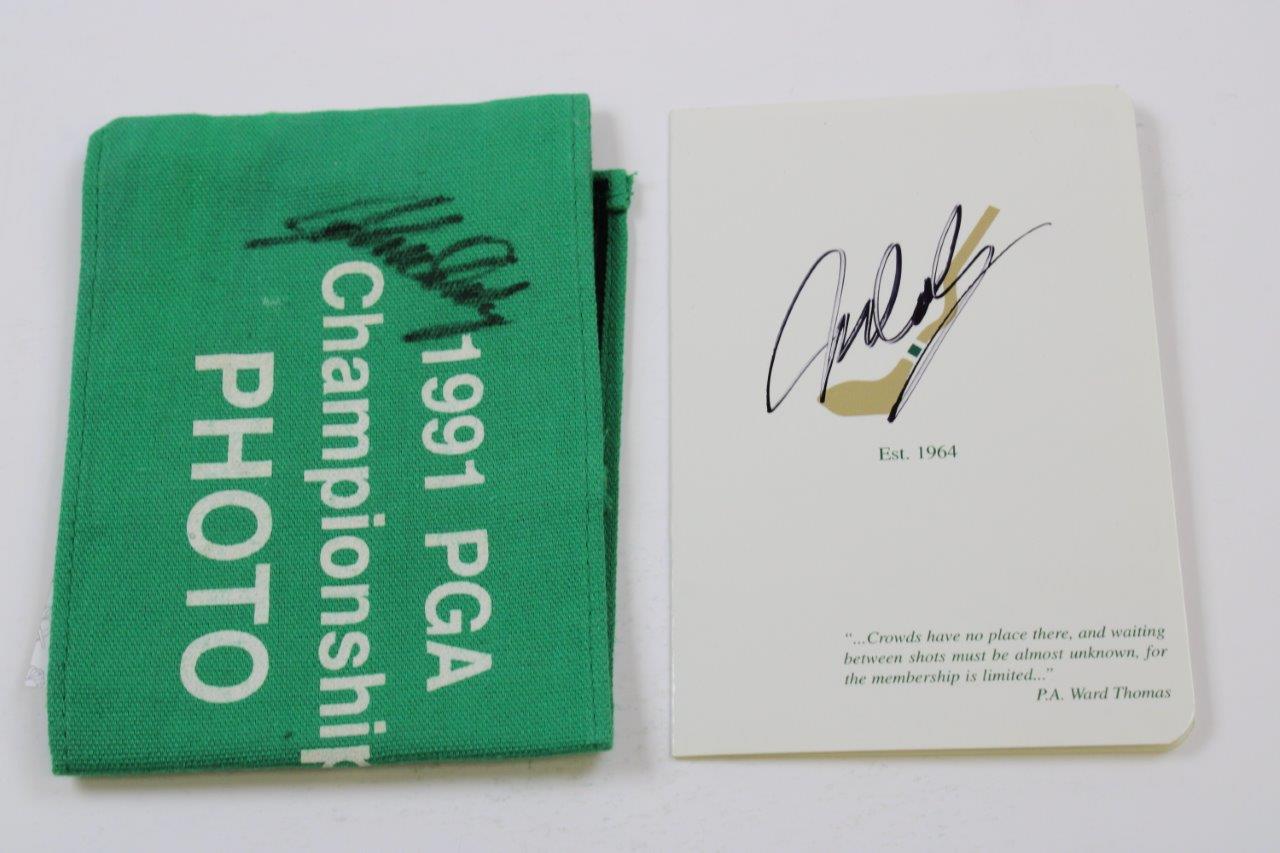 1991 PGA
Championship
PHOTO
Est. 1964
“...Crowds have no place there, and waiting
between shots must be almost unknown, for
the membership is limited...”
P.A. Ward Thomas